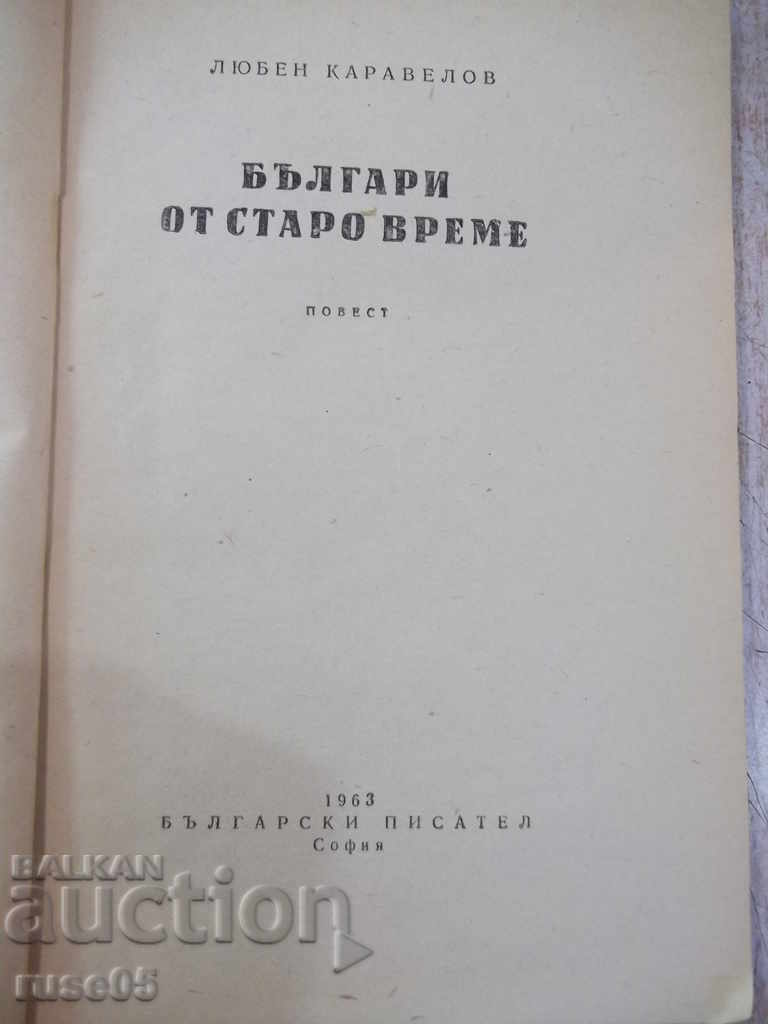 ЛЮБЕН КАРАВЕЛОВ
БЪЛГАРИ
ОТ СТАРО ВРЕМЕ
ПОВЕСТ
1963
БЪЛГАРСКИ ПИСАТЕЛ
София
BALKAN
auction
ruse05